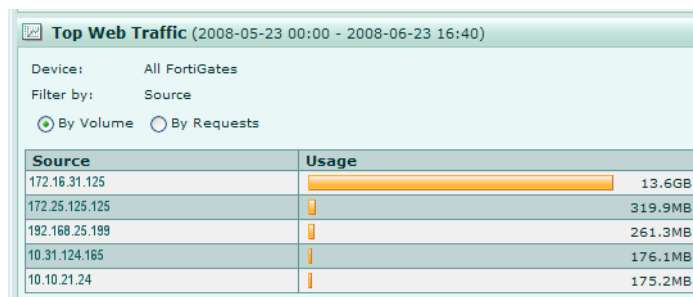 Top Web Traffic (2008-05-23 00:00 - 2008-06-23 16:40)
Device: All FortiGates
Filter by: Source
By Volume By Requests
Source Usage
172.16.31.125 13.6GB
172.25.125.125 319.9MB
192.168.25.199 261.3MB
10.31.124.165 176.1MB
10.10.21.24 175.2MB